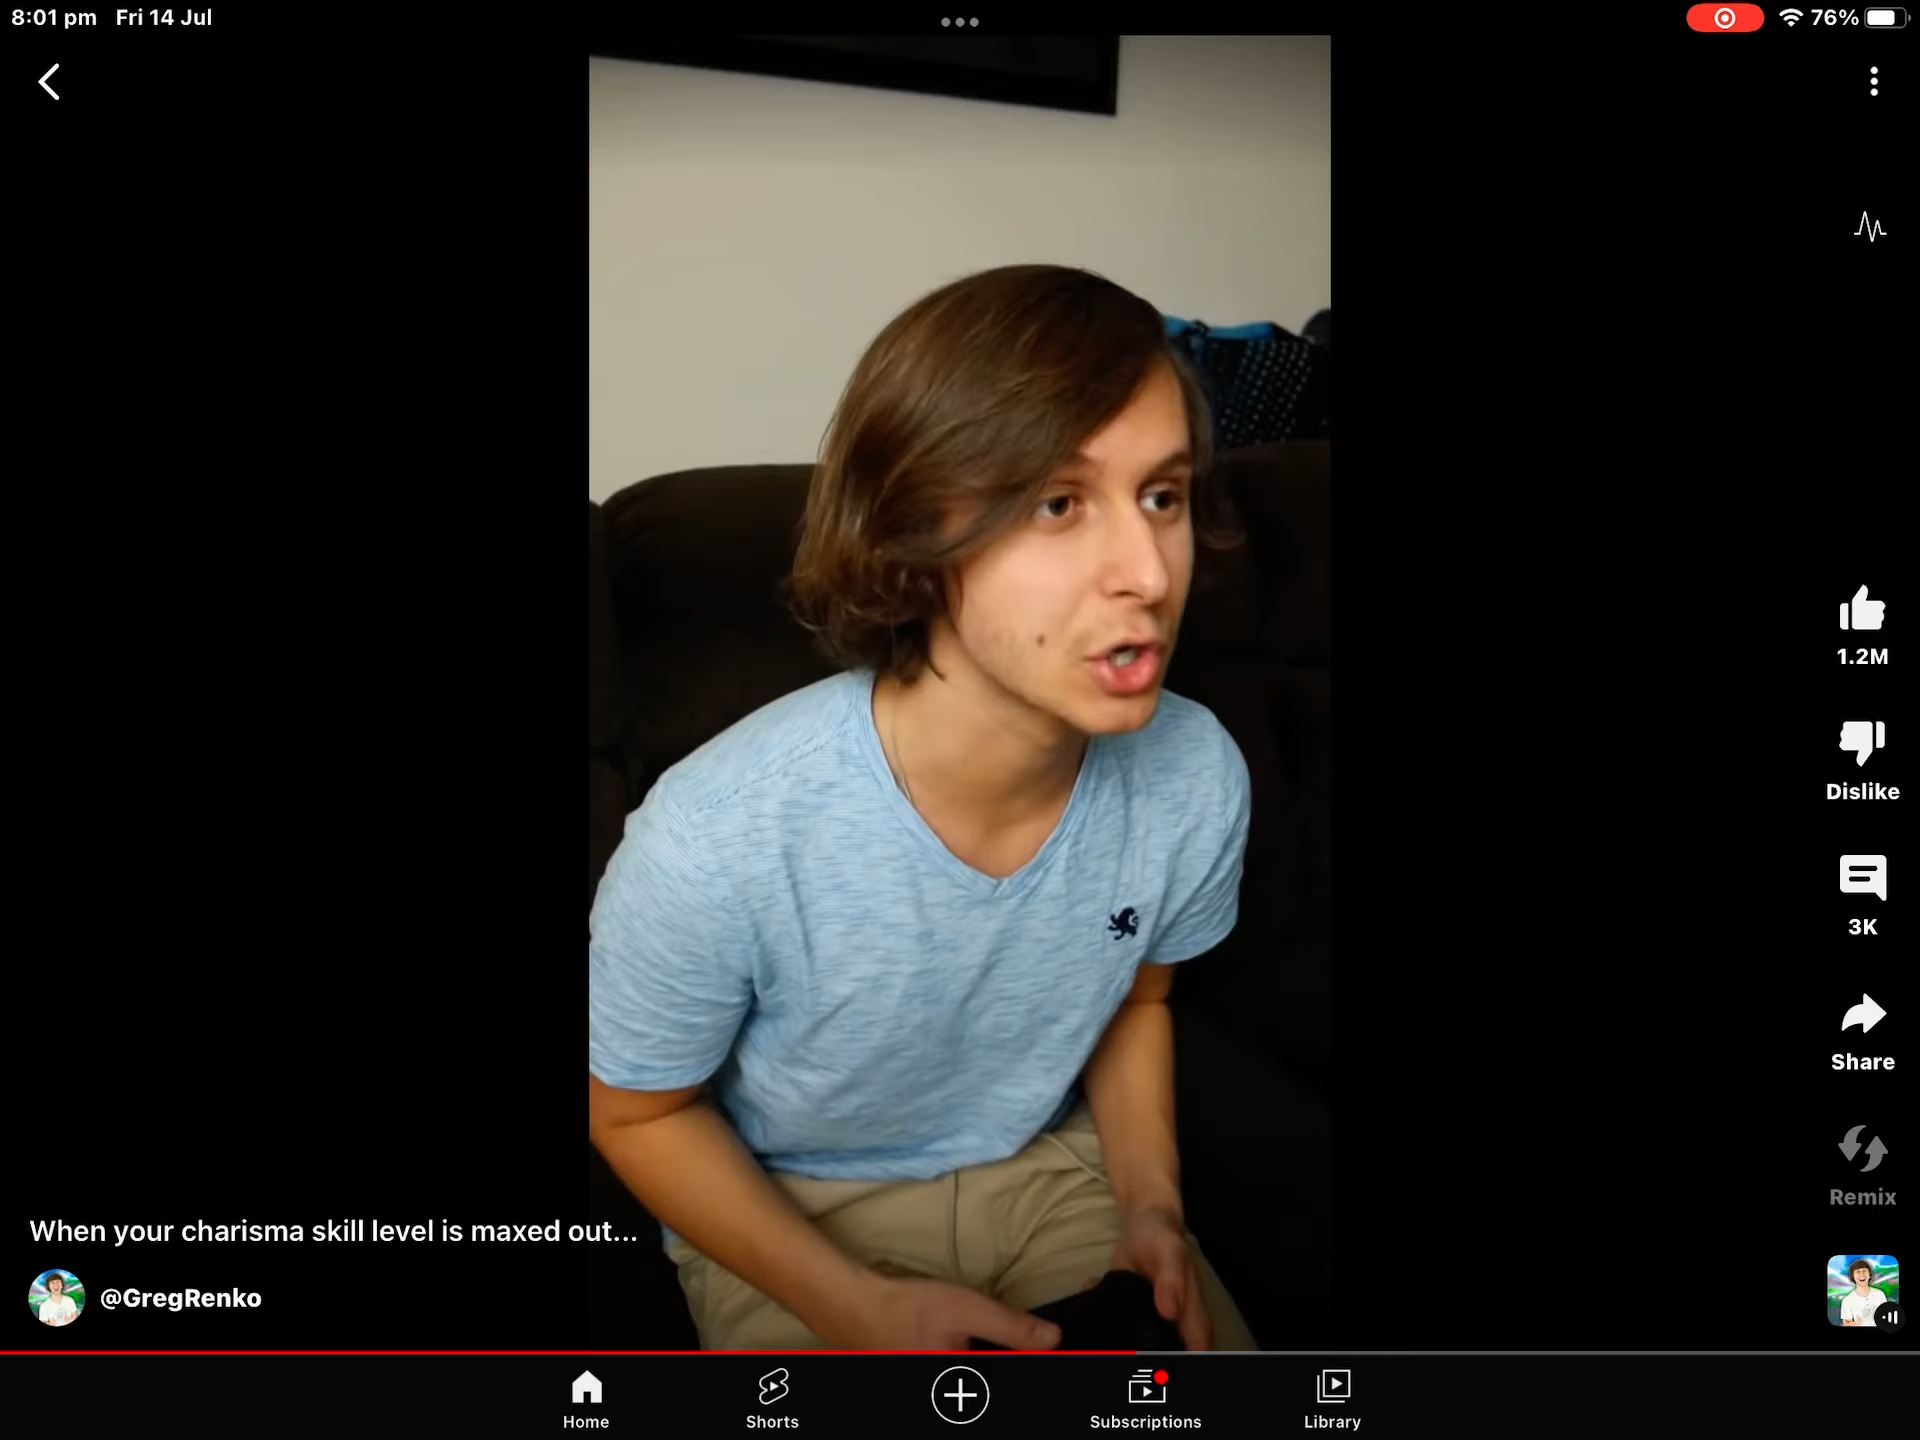 8:01 pm Fri 14 Jul
76%
1.2M
Dislike
3K
Share
Remix
When your charisma skill level is maxed out...
@GregRenko
Home
Shorts
Subscriptions
Library